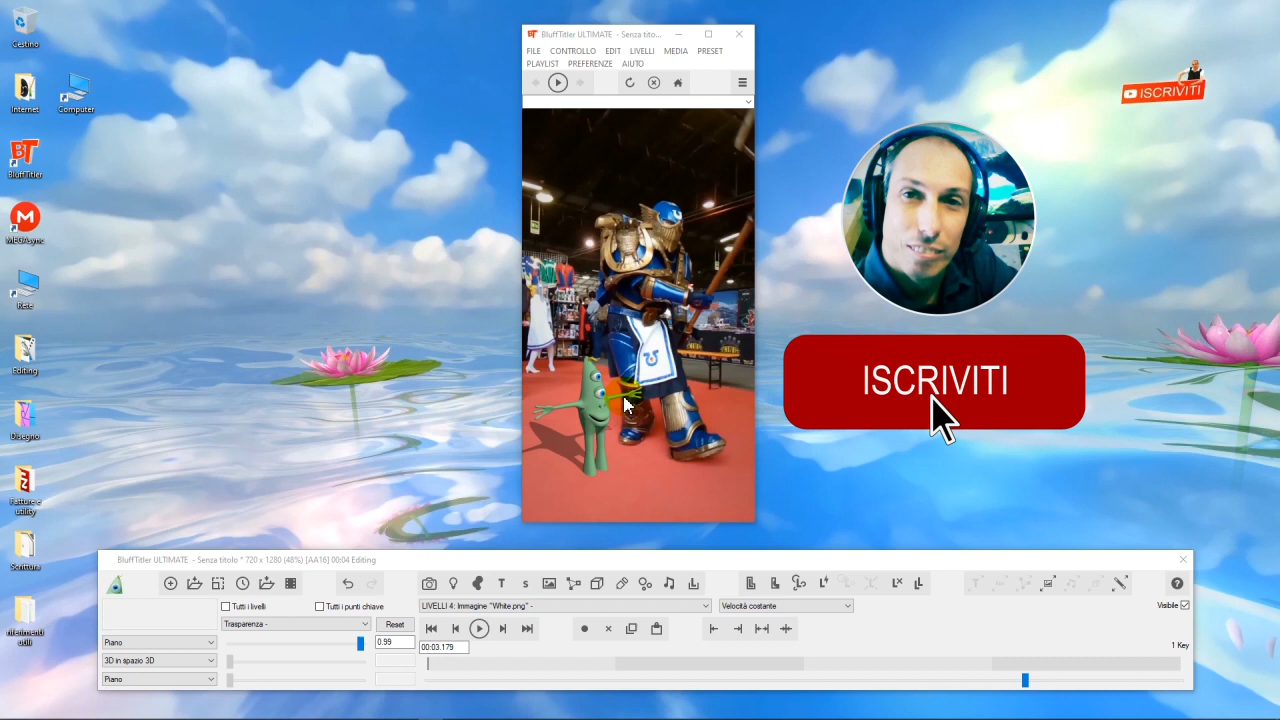 Cestino
Internet
Computer
BluffTitler
MEGAsync
Rete
Editing
Disegno
Fatture e utility
Scrittura
riferimenti utili
BT BluffTitler ULTIMATE - Senza tito...
FILE CONTROLLO EDIT LIVELLI MEDIA PRESET
PLAYLIST PREFERENZE AIUTO
ISCRIVITI
ISCRIVITI
BluffTitler ULTIMATE - Senza titolo * 720 x 1280 (48%) [AA16] 00:04 Editing
Tutti i livelli Tutti i punti chiave LIVELLI 4: Immagine "White.png" - Velocità costante Visibile
Trasparenza - Reset
Piano 0.99 00:03.179 1 Key
3D in spazio 3D
Piano